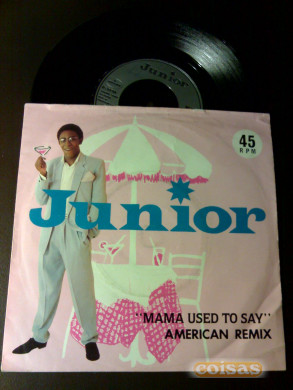 Junior
45
RPM
Junior
"MAMA USED TO SAY"
AMERICAN REMIX
coisas